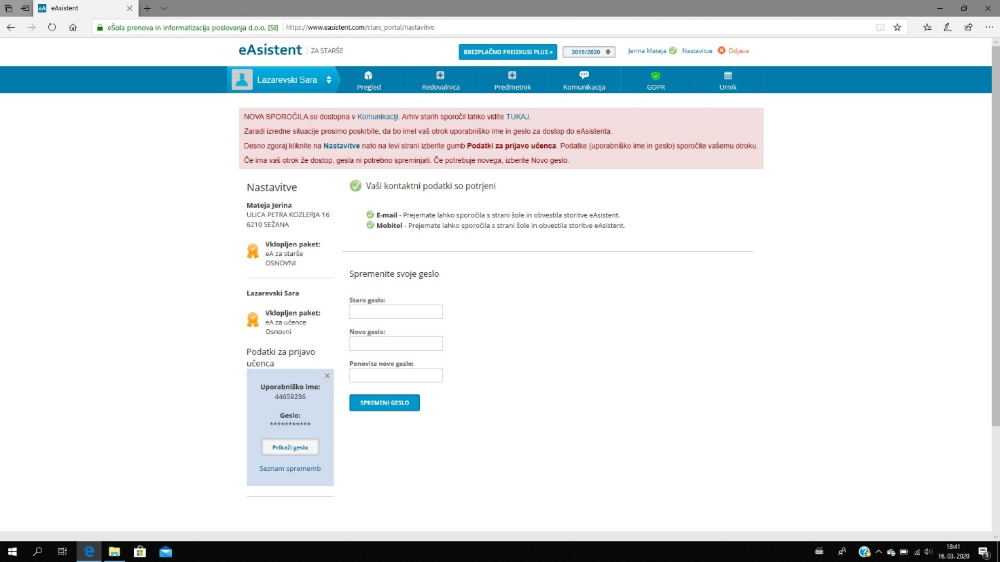 eAsistent
eŠola prenova in informatizacija poslovanja d.o.o. [SI]
https://www.easistent.com/stars_portal/nastavitve
eAsistent ZA STARŠE
BREZPLAČNO PREIZKUSI PLUS »
2019/2020
Jerina Mateja
Nastavitve
Odjava
Lazarevski Sara
Pregled
Redovalnica
Predmetnik
Komunikacija
GDPR
Urnik
NOVA SPOROČILA so dostopna v Komunikaciji. Arhiv starih sporočil lahko vidite TUKAJ.
Zaradi izredne situacije prosimo poskrbite, da bo imel vaš otrok uporabniško ime in geslo za dostop do eAsistenta.
Desno zgoraj kliknite na Nastavitve nato na levi strani izberite gumb Podatki za prijavo učenca. Podatke (uporabniško ime in geslo) sporočite vašemu otroku.
Če ima vaš otrok že dostop, gesla ni potrebno spreminjati. Če potrebuje novega, izberite Novo geslo.
Nastavitve
Mateja Jerina
ULICA PETRA KOZLERJA 16
6210 SEŽANA
Vklopljen paket:
eA za starše
OSNOVNI
Lazarevski Sara
Vklopljen paket:
eA za učence
Osnovni
Podatki za prijavo
učenca
Uporabniško ime:
44659236
Geslo:
***********
Prikaži geslo
Seznam sprememb
Vaši kontaktni podatki so potrjeni
E-mail - Prejemate lahko sporočila s strani šole in obvestila storitve eAsistent.
Mobitel - Prejemate lahko sporočila s strani šole in obvestila storitve eAsistent.
Spremenite svoje geslo
Staro geslo:
Novo geslo:
Ponovite novo geslo:
SPREMENI GESLO
18:41
16. 03. 2020
3